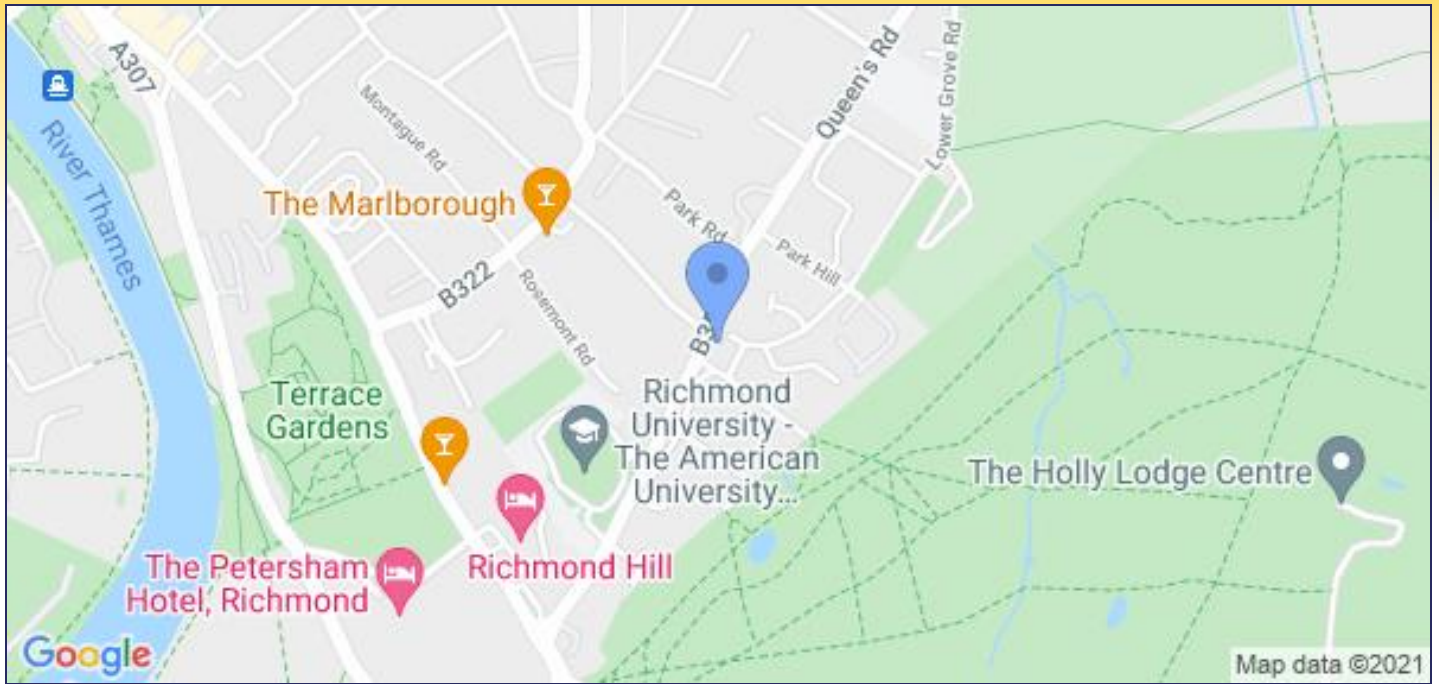 A307
Queen's Rd
Lower Grove Rd
Montague Rd
River Thames
The Marlborough
Park Rd
Park Hill
B322
Rosemont Rd
Terrace
Gardens
Richmond
University -
The American
University...
The Holly Lodge Centre
The Petersham
Hotel, Richmond
Richmond Hill
Google
Map data ©2021